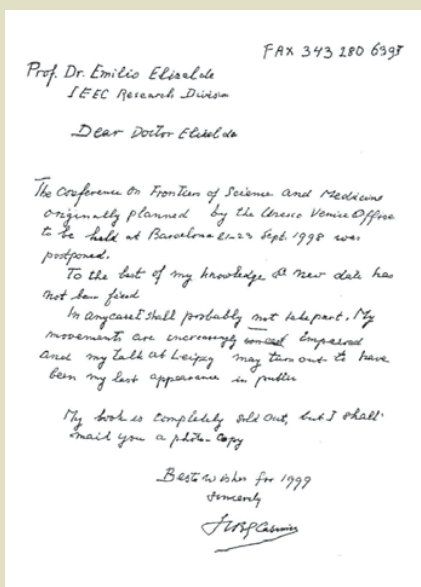 FAX 343 280 6395
Prof. Dr. Emilio Elizalde
IEEC Research Division
Dear Doctor Elizalde
The Conference on Frontiers of Science and Medicine
originally planned by the Unesco Venice Office
to be held at Barcelona 21-23 Sept. 1998 was
postponed.
To the best of my knowledge a new date has
not been fixed
In any case I shall probably not take part. My
movements are increasingly impaired
and my talk at Leipzig may turn out to have
been my last appearance in public
My book is completely sold out, but I shall
mail you a photo-copy
Best wishes for 1999
Sincerely
HBG Casimir